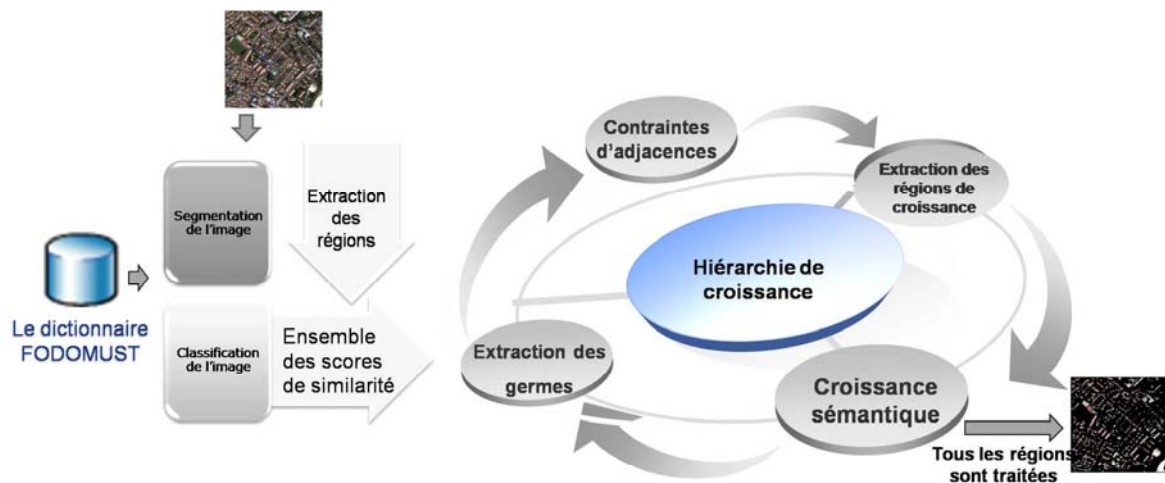 Segmentation
de l'image
Extraction
des
régions
Le dictionnaire
FODOMUST
Classification
de l'image
Ensemble
des scores
de similarité
Contraintes
d'adjacences
Extraction des
régions de
croissance
Hiérarchie de
croissance
Extraction des
germes
Croissance
sémantique
Tous les régions
sont traitées